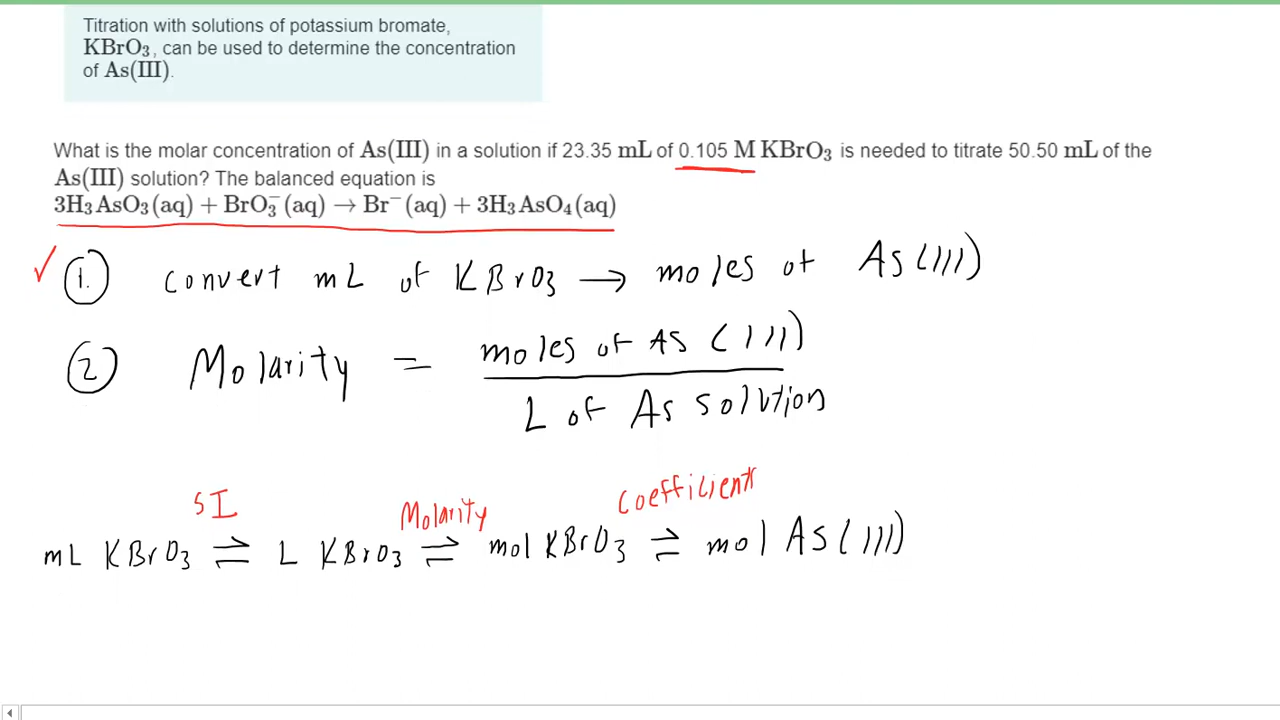 Titration with solutions of potassium bromate,
KBrO₃, can be used to determine the concentration
of As(III).
What is the molar concentration of As(III) in a solution if 23.35 mL of 0.105 M KBrO₃ is needed to titrate 50.50 mL of the
As(III) solution? The balanced equation is
3H₃AsO₃(aq) + BrO₃⁻(aq) → Br⁻(aq) + 3H₃AsO₄(aq)
✓ 1. convert mL of KBrO3 → moles of As(III)
2 Molarity = moles of As (III)
L of As solution
SI Molarity Coefficients
mL KBrO3 ⇌ L KBrO3 ⇌ mol KBrO3 ⇌ mol As(III)